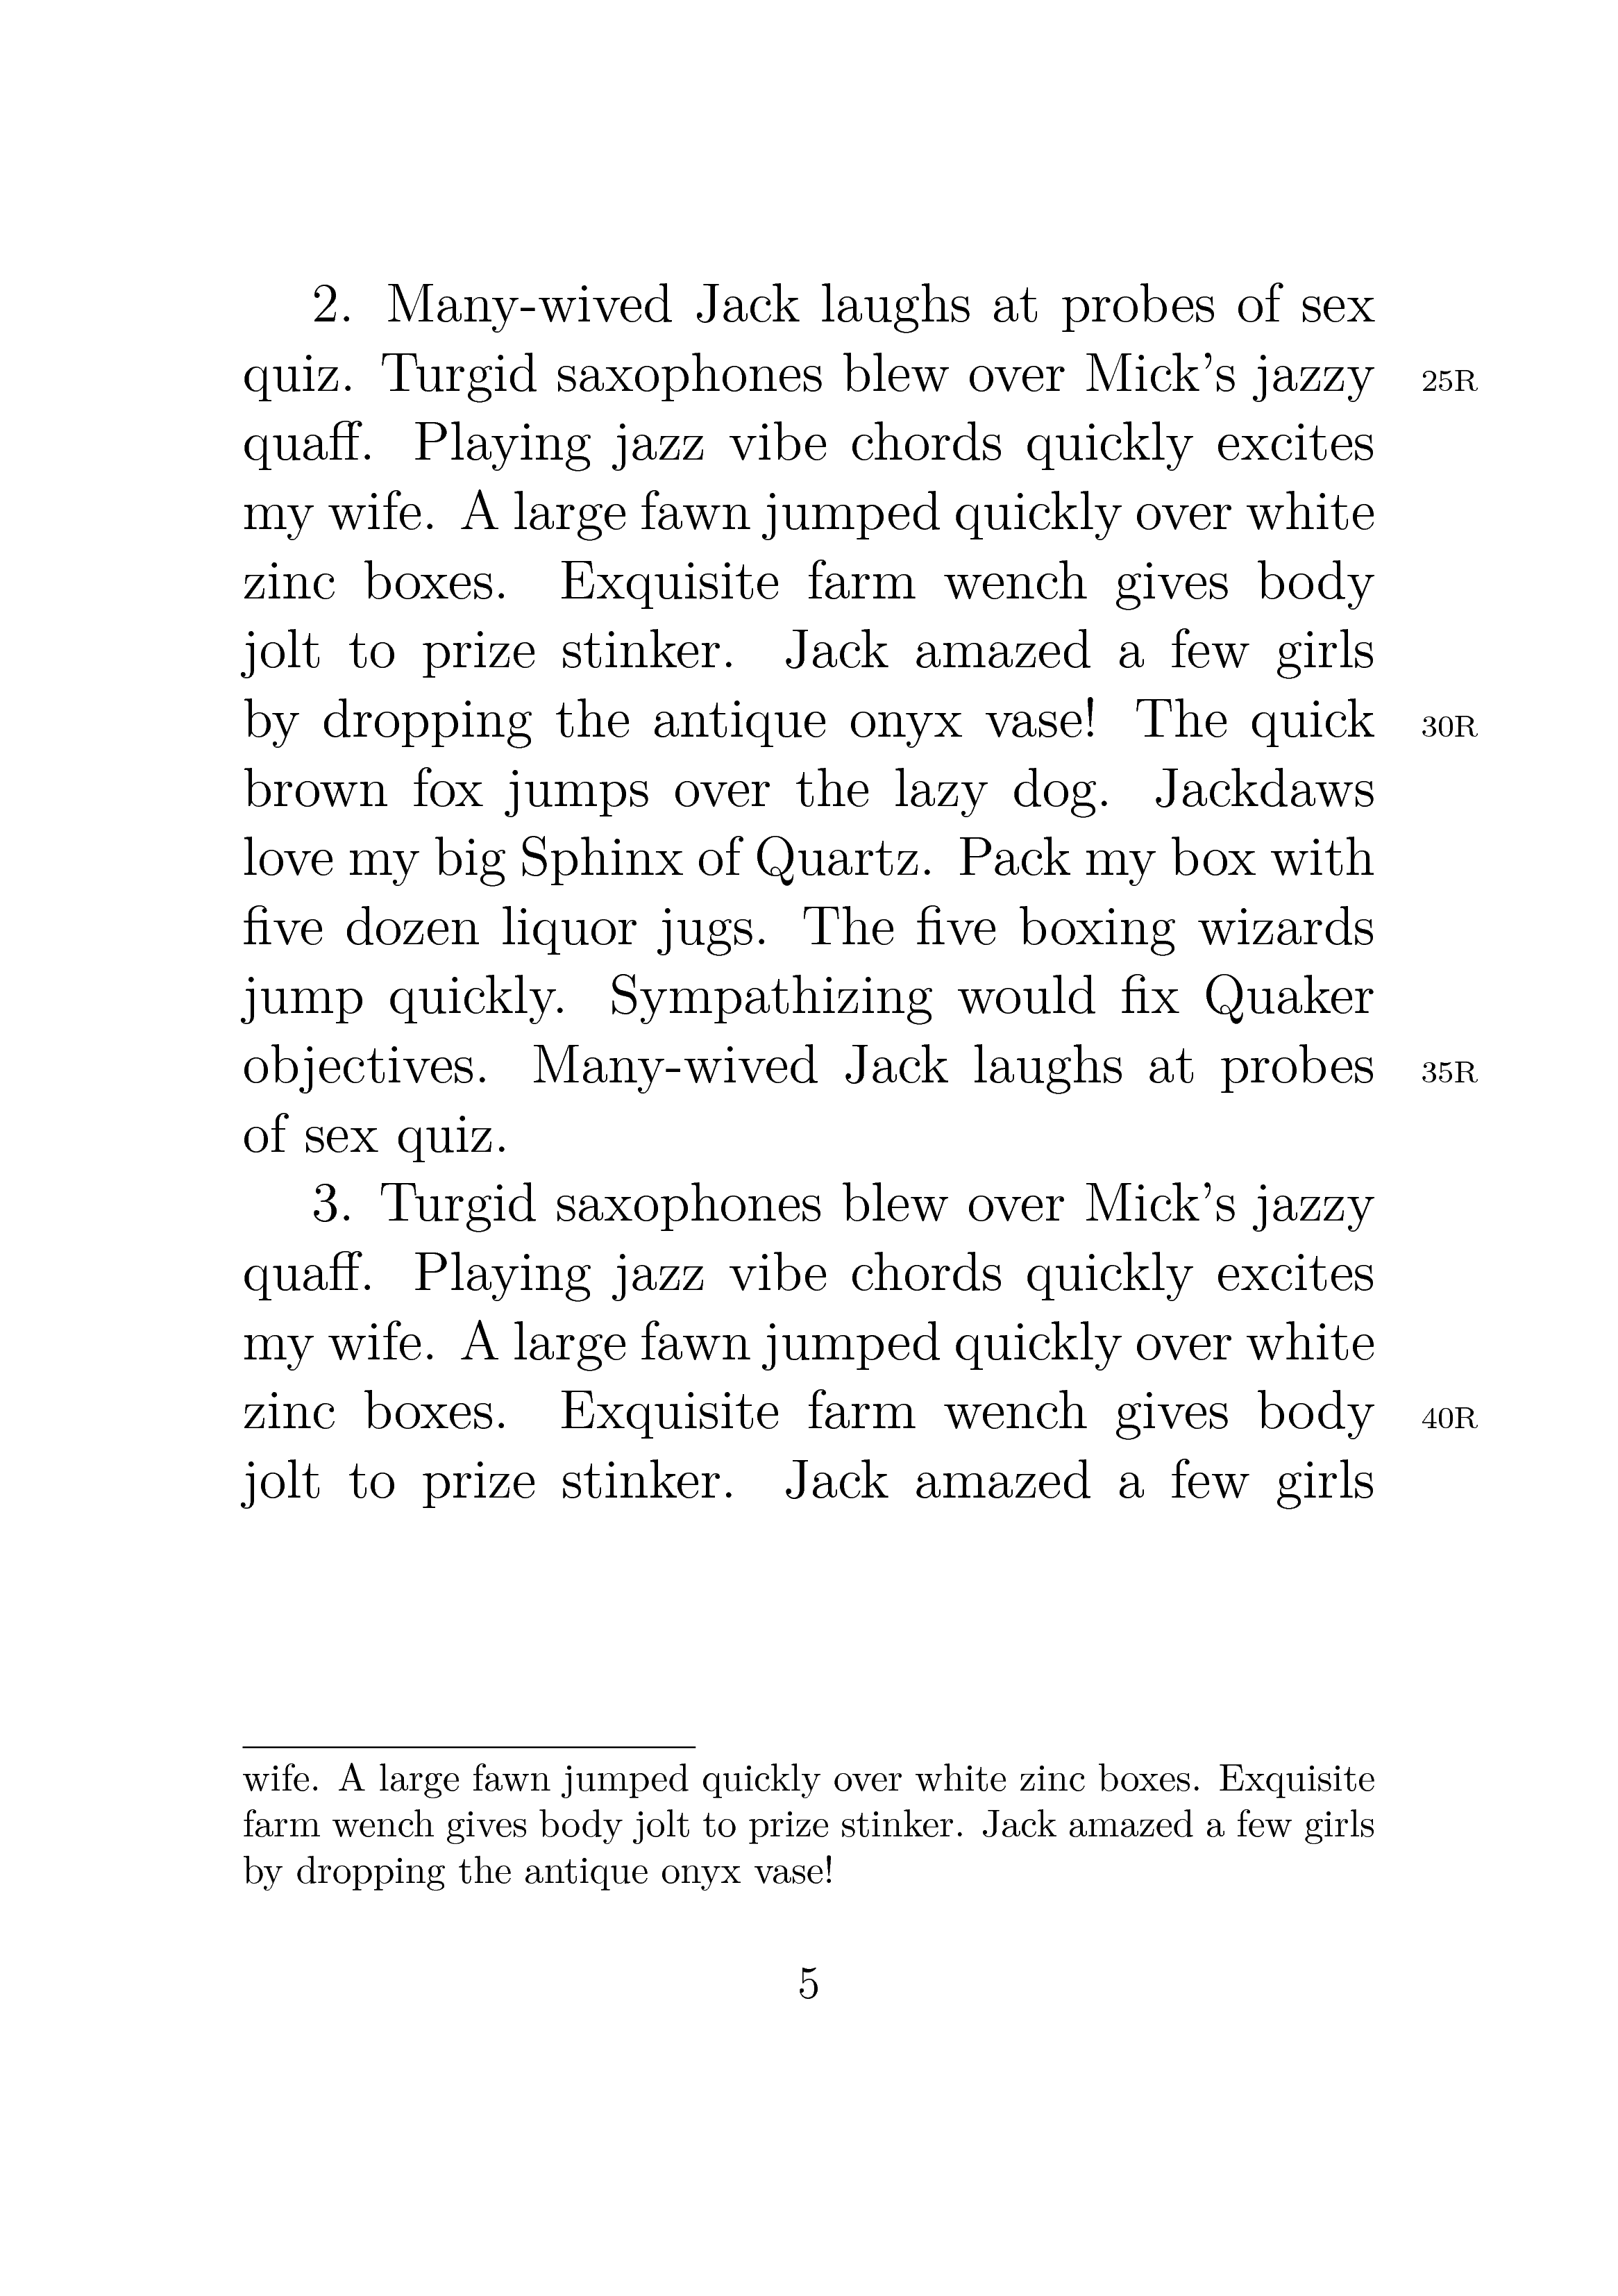 2. Many-wived Jack laughs at probes of sex
quiz. Turgid saxophones blew over Mick's jazzy 25R
quaff. Playing jazz vibe chords quickly excites
my wife. A large fawn jumped quickly over white
zinc boxes. Exquisite farm wench gives body
jolt to prize stinker. Jack amazed a few girls
by dropping the antique onyx vase! The quick 30R
brown fox jumps over the lazy dog. Jackdaws
love my big Sphinx of Quartz. Pack my box with
five dozen liquor jugs. The five boxing wizards
jump quickly. Sympathizing would fix Quaker
objectives. Many-wived Jack laughs at probes 35R
of sex quiz.
3. Turgid saxophones blew over Mick's jazzy
quaff. Playing jazz vibe chords quickly excites
my wife. A large fawn jumped quickly over white
zinc boxes. Exquisite farm wench gives body 40R
jolt to prize stinker. Jack amazed a few girls
wife. A large fawn jumped quickly over white zinc boxes. Exquisite
farm wench gives body jolt to prize stinker. Jack amazed a few girls
by dropping the antique onyx vase!
5